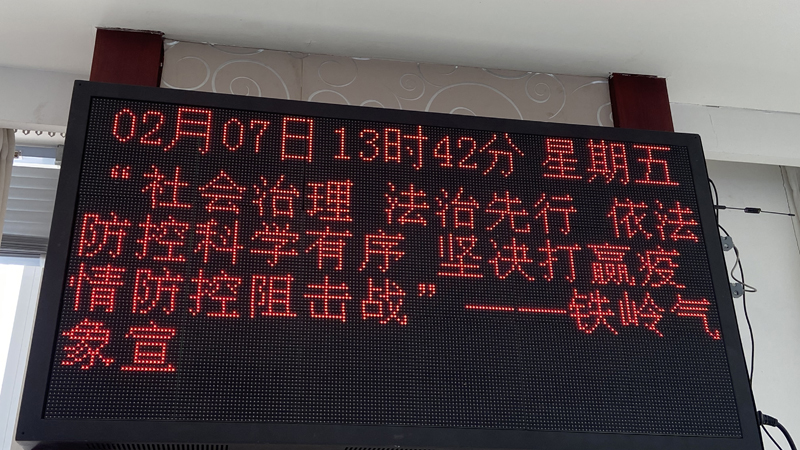 02月07日 13时42分 星期五
“社会治理 法治先行 依法
防控科学有序 坚决打赢疫
情防控阻击战”——铁岭气
象宣